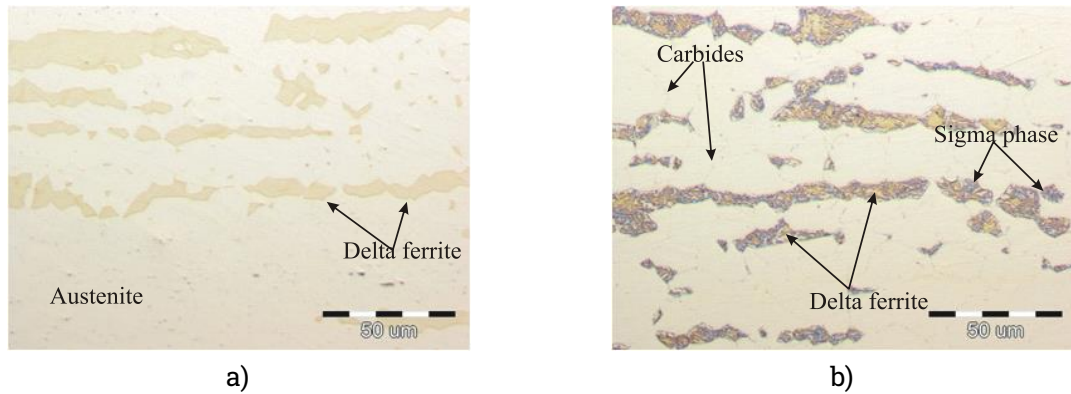 Delta ferrite
Austenite
50 um
a)
Carbides
Sigma phase
Delta ferrite
50 um
b)